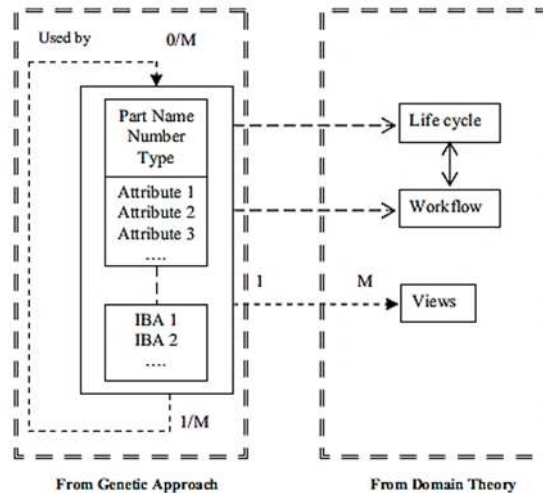 Used by
0/M
Part Name
Number
Type
Attribute 1
Attribute 2
Attribute 3
....
IBA 1
IBA 2
....
1/M
1
M
Life cycle
Workflow
Views
From Genetic Approach
From Domain Theory